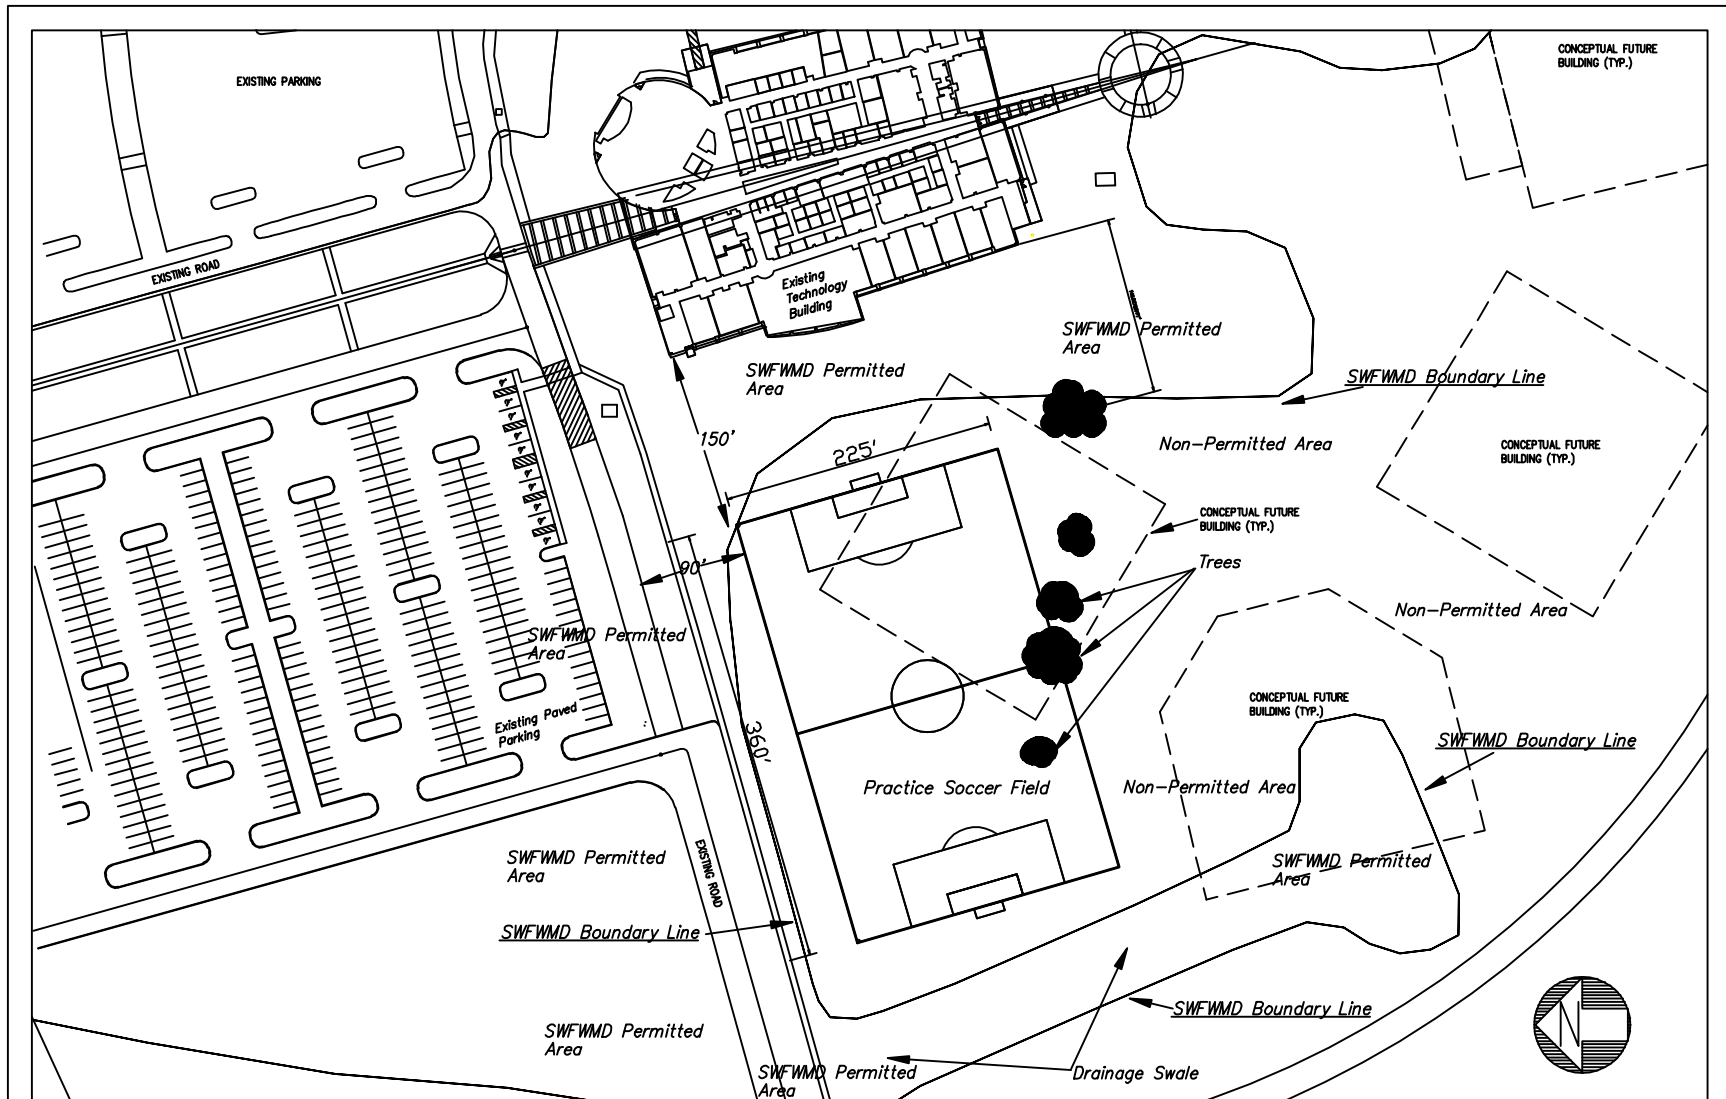 CONCEPTUAL FUTURE
BUILDING (TYP.)
EXISTING PARKING
EXISTING ROAD
Existing
Technology
Building
SWFWMD Permitted
Area
SWFWMD Permitted
Area
SWFWMD Boundary Line
150'
225'
Non-Permitted Area
CONCEPTUAL FUTURE
BUILDING (TYP.)
CONCEPTUAL FUTURE
BUILDING (TYP.)
90'
Trees
Non-Permitted Area
SWFWMD Permitted
Area
CONCEPTUAL FUTURE
BUILDING (TYP.)
Existing Paved
Parking
360'
SWFWMD Boundary Line
Practice Soccer Field
Non-Permitted Area
SWFWMD Permitted
Area
EXISTING ROAD
SWFWMD Permitted
Area
SWFWMD Boundary Line
SWFWMD Boundary Line
SWFWMD Permitted
Area
SWFWMD Permitted
Area
Drainage Swale
N